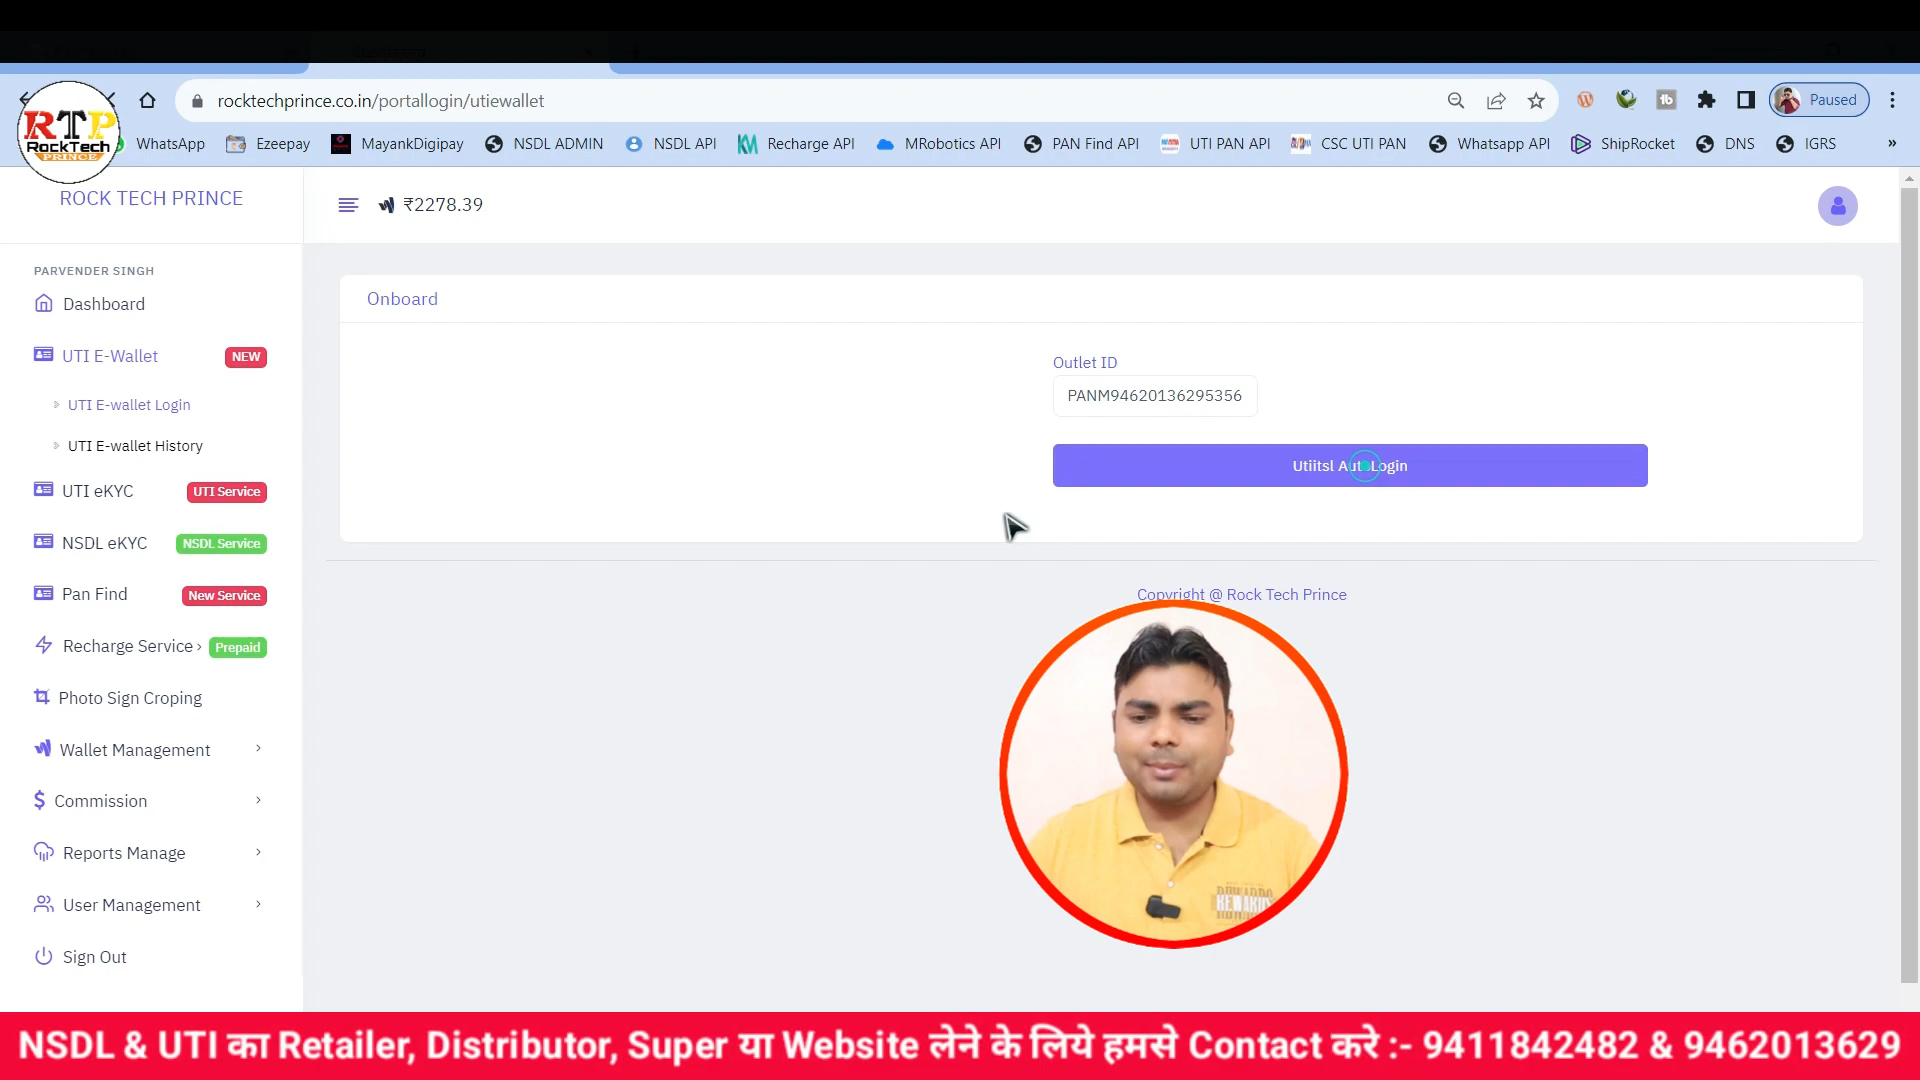 rocktechprince.co.in/portallogin/utiewallet
Paused
RTP
RockTech
PRINCE
WhatsApp
Ezeepay
MayankDigipay
NSDL ADMIN
NSDL API
Recharge API
MRobotics API
PAN Find API
UTI PAN API
CSC UTI PAN
Whatsapp API
ShipRocket
DNS
IGRS
»
ROCK TECH PRINCE
₹2278.39
PARVENDER SINGH
Dashboard
UTI E-Wallet NEW
UTI E-wallet Login
UTI E-wallet History
UTI eKYC UTI Service
NSDL eKYC NSDL Service
Pan Find New Service
Recharge Service Prepaid
Photo Sign Croping
Wallet Management
Commission
Reports Manage
User Management
Sign Out
Onboard
Outlet ID
PANM94620136295356
Utiitsl Auto Login
Copyright @ Rock Tech Prince
NSDL & UTI का Retailer, Distributor, Super या Website लेने के लिये हमसे Contact करे :- 9411842482 & 9462013629